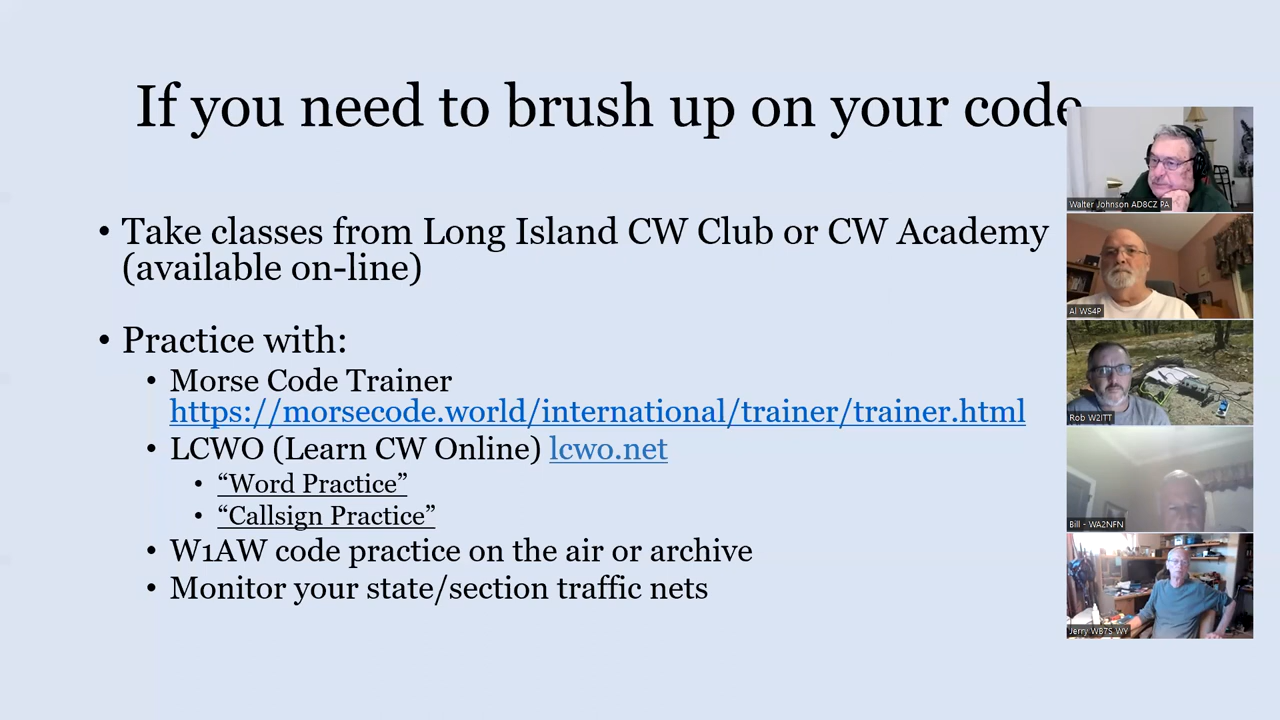 If you need to brush up on your code
• Take classes from Long Island CW Club or CW Academy
(available on-line)
• Practice with:
• Morse Code Trainer
https://morsecode.world/international/trainer/trainer.html
• LCWO (Learn CW Online) lcwo.net
• “Word Practice”
• “Callsign Practice”
• W1AW code practice on the air or archive
• Monitor your state/section traffic nets
Walter Johnson AD8CZ PA
Al WS4P
Rob W2ITT
Bill - WA2NFN
Jerry WB7S WY